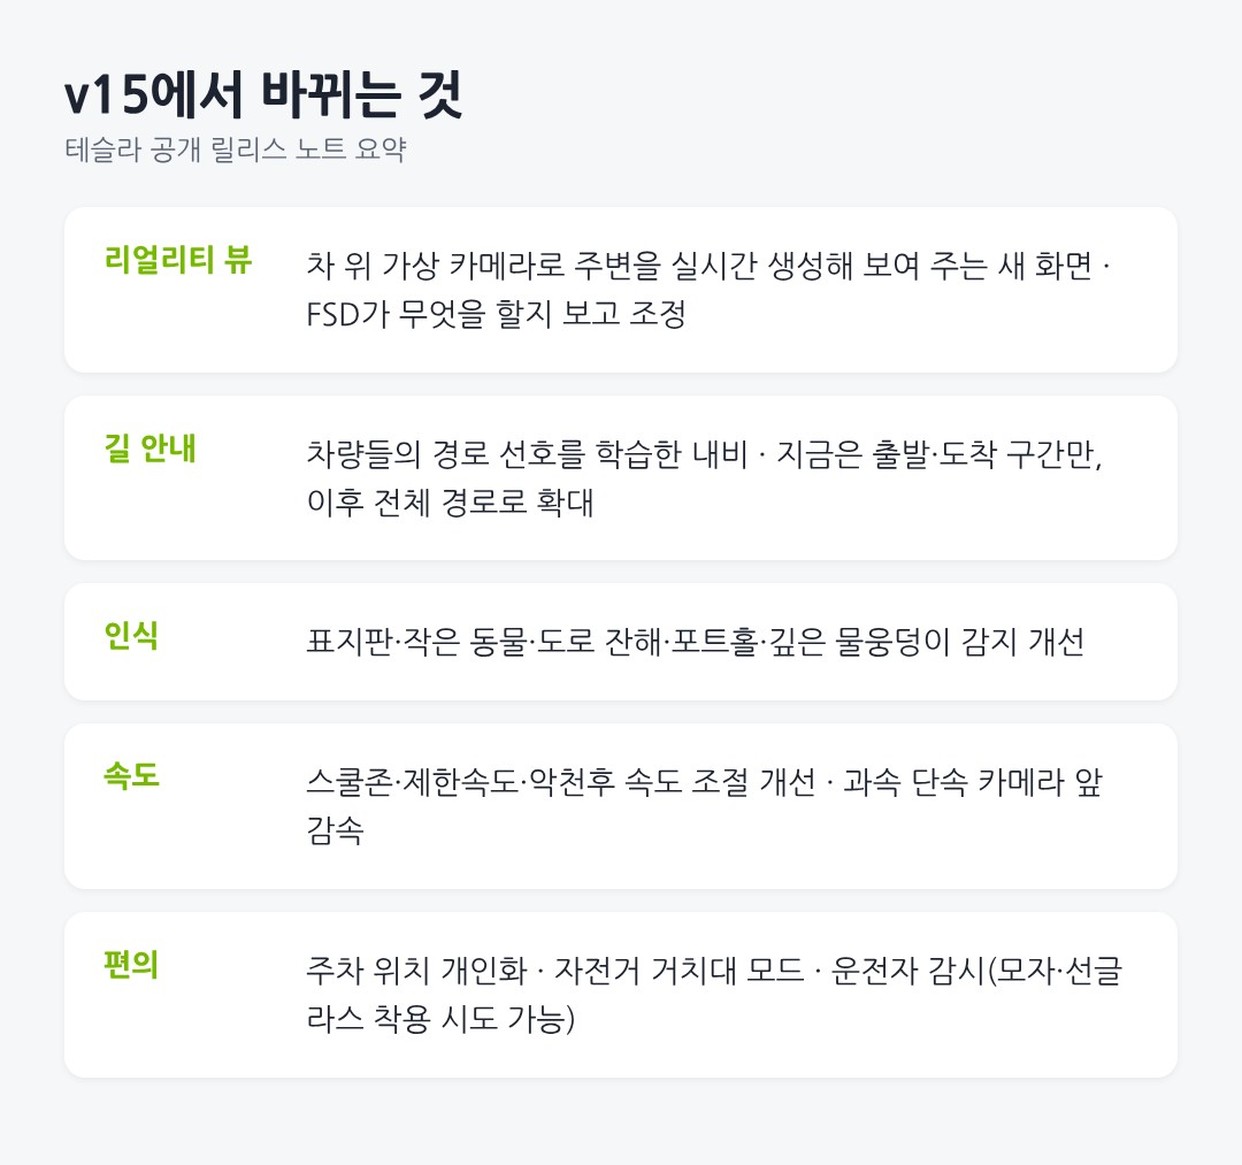 v15에서 바뀌는 것
테슬라 공개 릴리스 노트 요약
리얼리티 뷰
차 위 가상 카메라로 주변을 실시간 생성해 보여 주는 새 화면 ·
FSD가 무엇을 할지 보고 조정
길 안내
차량들의 경로 선호를 학습한 내비 · 지금은 출발·도착 구간만,
이후 전체 경로로 확대
인식
표지판·작은 동물·도로 잔해·포트홀·깊은 물웅덩이 감지 개선
속도
스쿨존·제한속도·악천후 속도 조절 개선 · 과속 단속 카메라 앞
감속
편의
주차 위치 개인화 · 자전거 거치대 모드 · 운전자 감시(모자·선글
라스 착용 시도 가능)